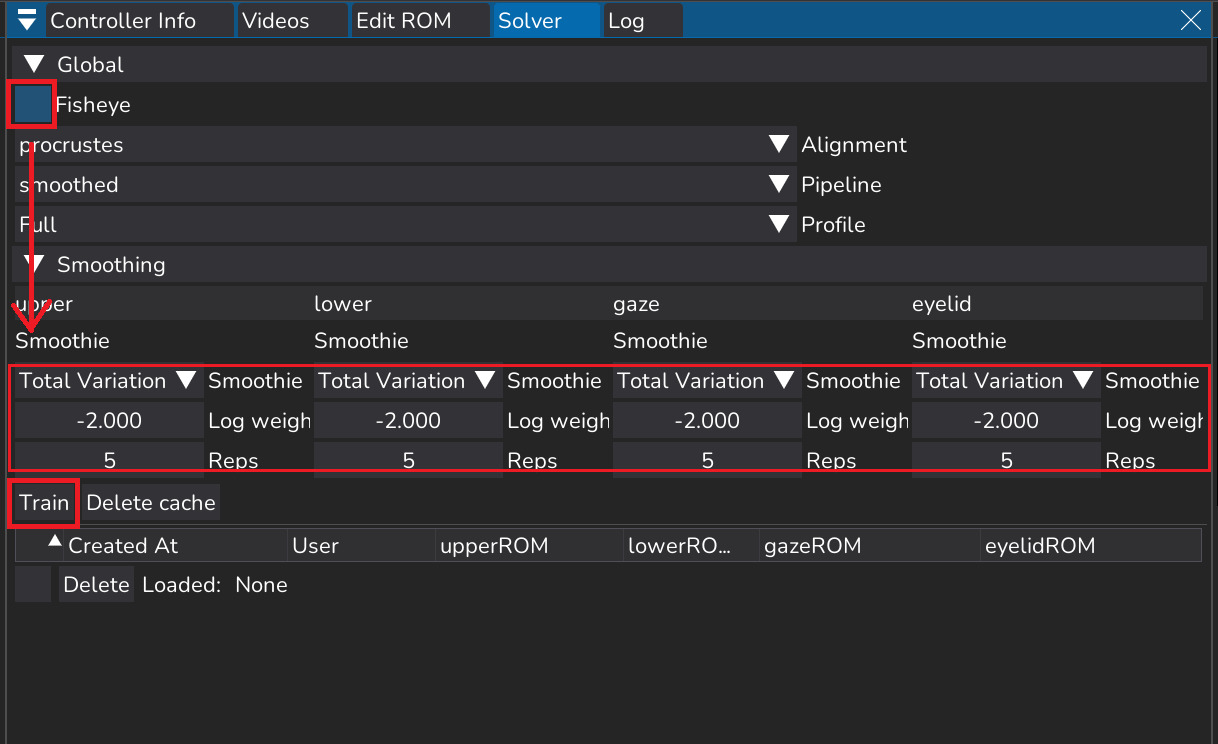 Controller Info Videos Edit ROM Solver Log
Global
Fisheye
procrustes Alignment
smoothed Pipeline
Full Profile
Smoothing
upper lower gaze eyelid
Smoothie Smoothie Smoothie Smoothie
Total Variation Smoothie Total Variation Smoothie Total Variation Smoothie Total Variation Smoothie
-2.000 Log weigh -2.000 Log weigh -2.000 Log weigh -2.000 Log weigh
5 Reps 5 Reps 5 Reps 5 Reps
Train Delete cache
Created At User upperROM lowerRO... gazeROM eyelidROM
Delete Loaded: None